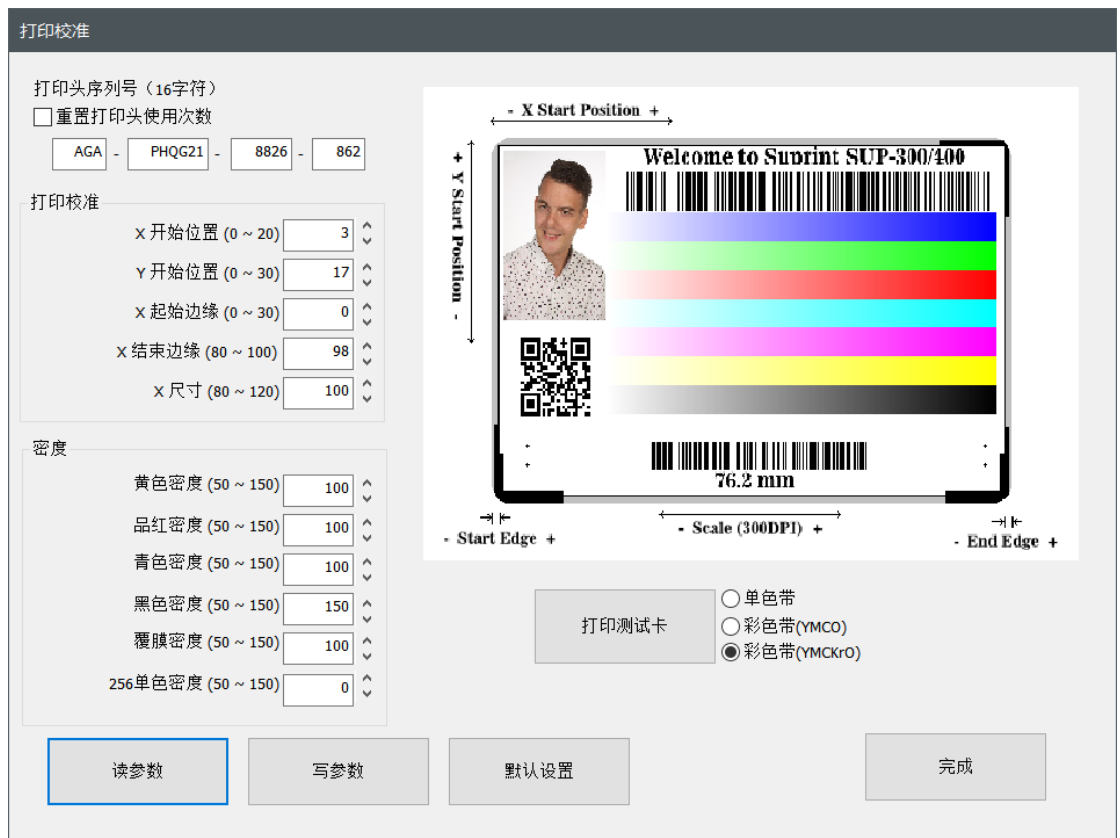 打印校准
打印头序列号（16字符）
重置打印头使用次数
AGA - PHQG21 - 8826 - 862
打印校准
X 开始位置 (0 ~ 20) 3
Y 开始位置 (0 ~ 30) 17
X 起始边缘 (0 ~ 30) 0
X 结束边缘 (80 ~ 100) 98
X 尺寸 (80 ~ 120) 100
密度
黄色密度 (50 ~ 150) 100
品红密度 (50 ~ 150) 100
青色密度 (50 ~ 150) 100
黑色密度 (50 ~ 150) 150
覆膜密度 (50 ~ 150) 100
256单色密度 (50 ~ 150) 0
- X Start Position +
+ Y Start Position -
Welcome to Suprint SUP-300/400
76.2 mm
- Start Edge +
- Scale (300DPI) +
- End Edge +
打印测试卡
单色带
彩色带(YMCO)
彩色带(YMCKrO)
读参数
写参数
默认设置
完成